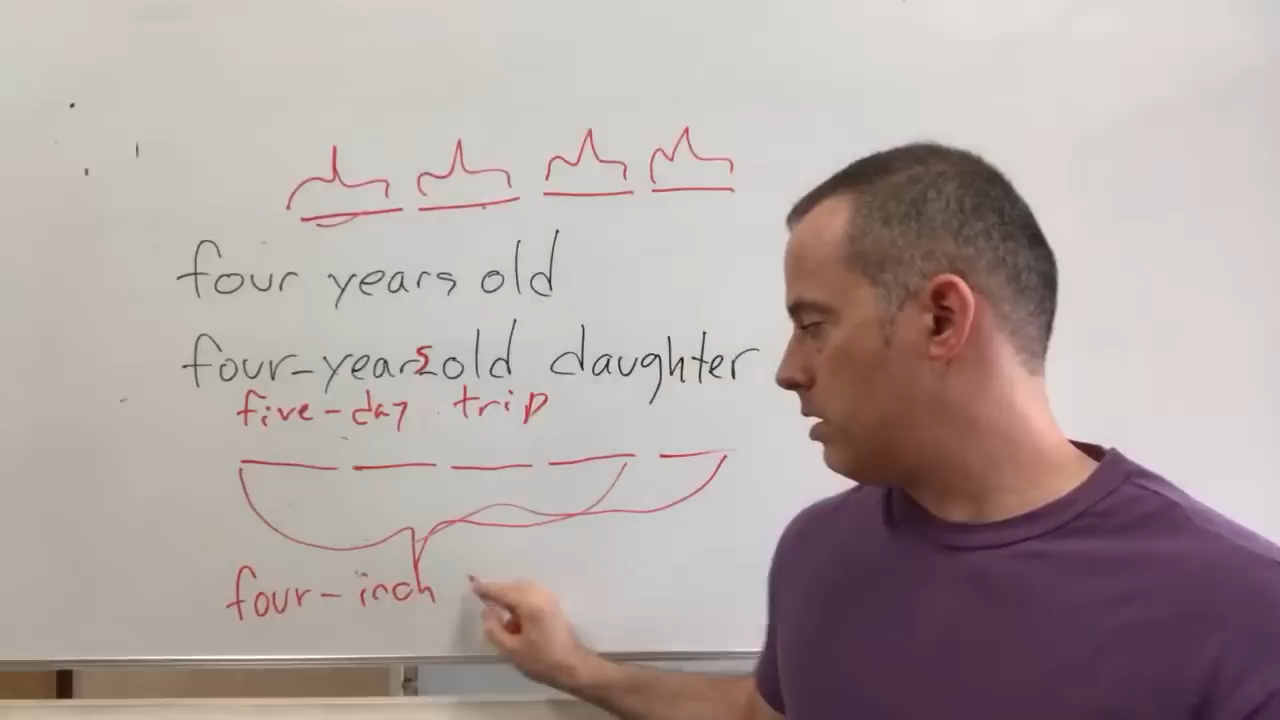 four years old
four-years old daughter
five-day trip
four-inch